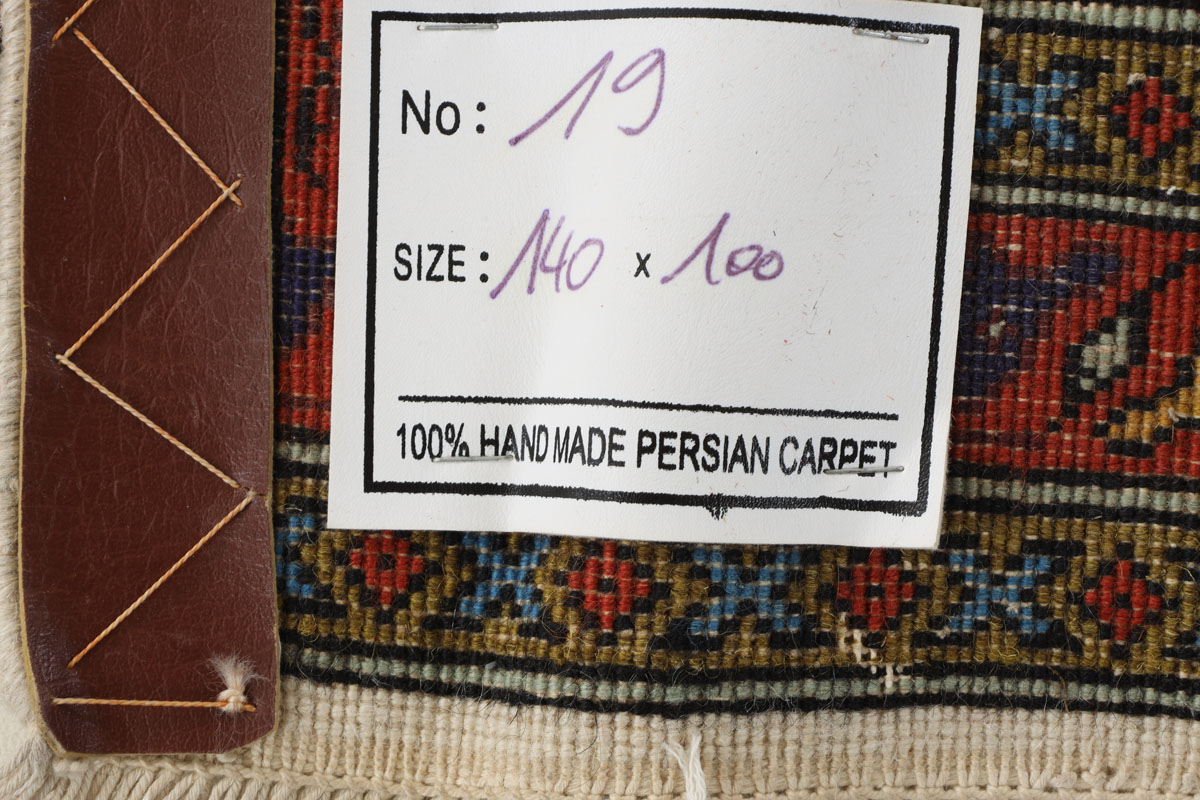 No: 19
SIZE: 140 x 100
100% HAND MADE PERSIAN CARPET